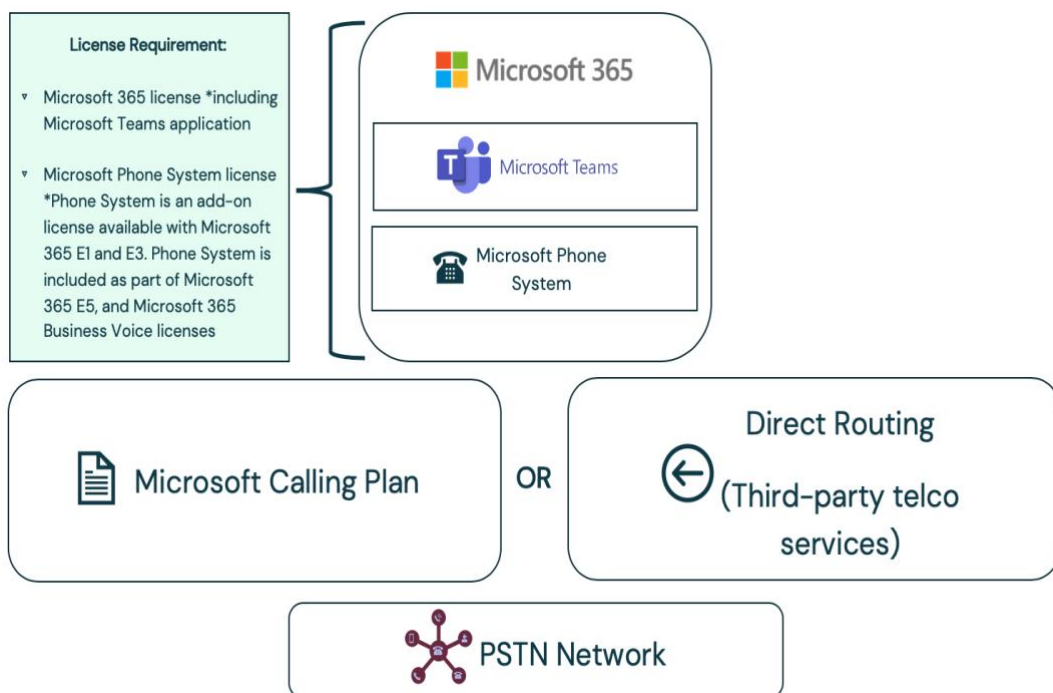 License Requirement:
Microsoft 365 license *including
Microsoft Teams application
Microsoft Phone System license
*Phone System is an add-on
license available with Microsoft
365 E1 and E3. Phone System is
included as part of Microsoft
365 E5, and Microsoft 365
Business Voice licenses
Microsoft 365
T
Microsoft Teams
Microsoft Phone
System
Microsoft Calling Plan
OR
Direct Routing
(Third-party telco
services)
PSTN Network